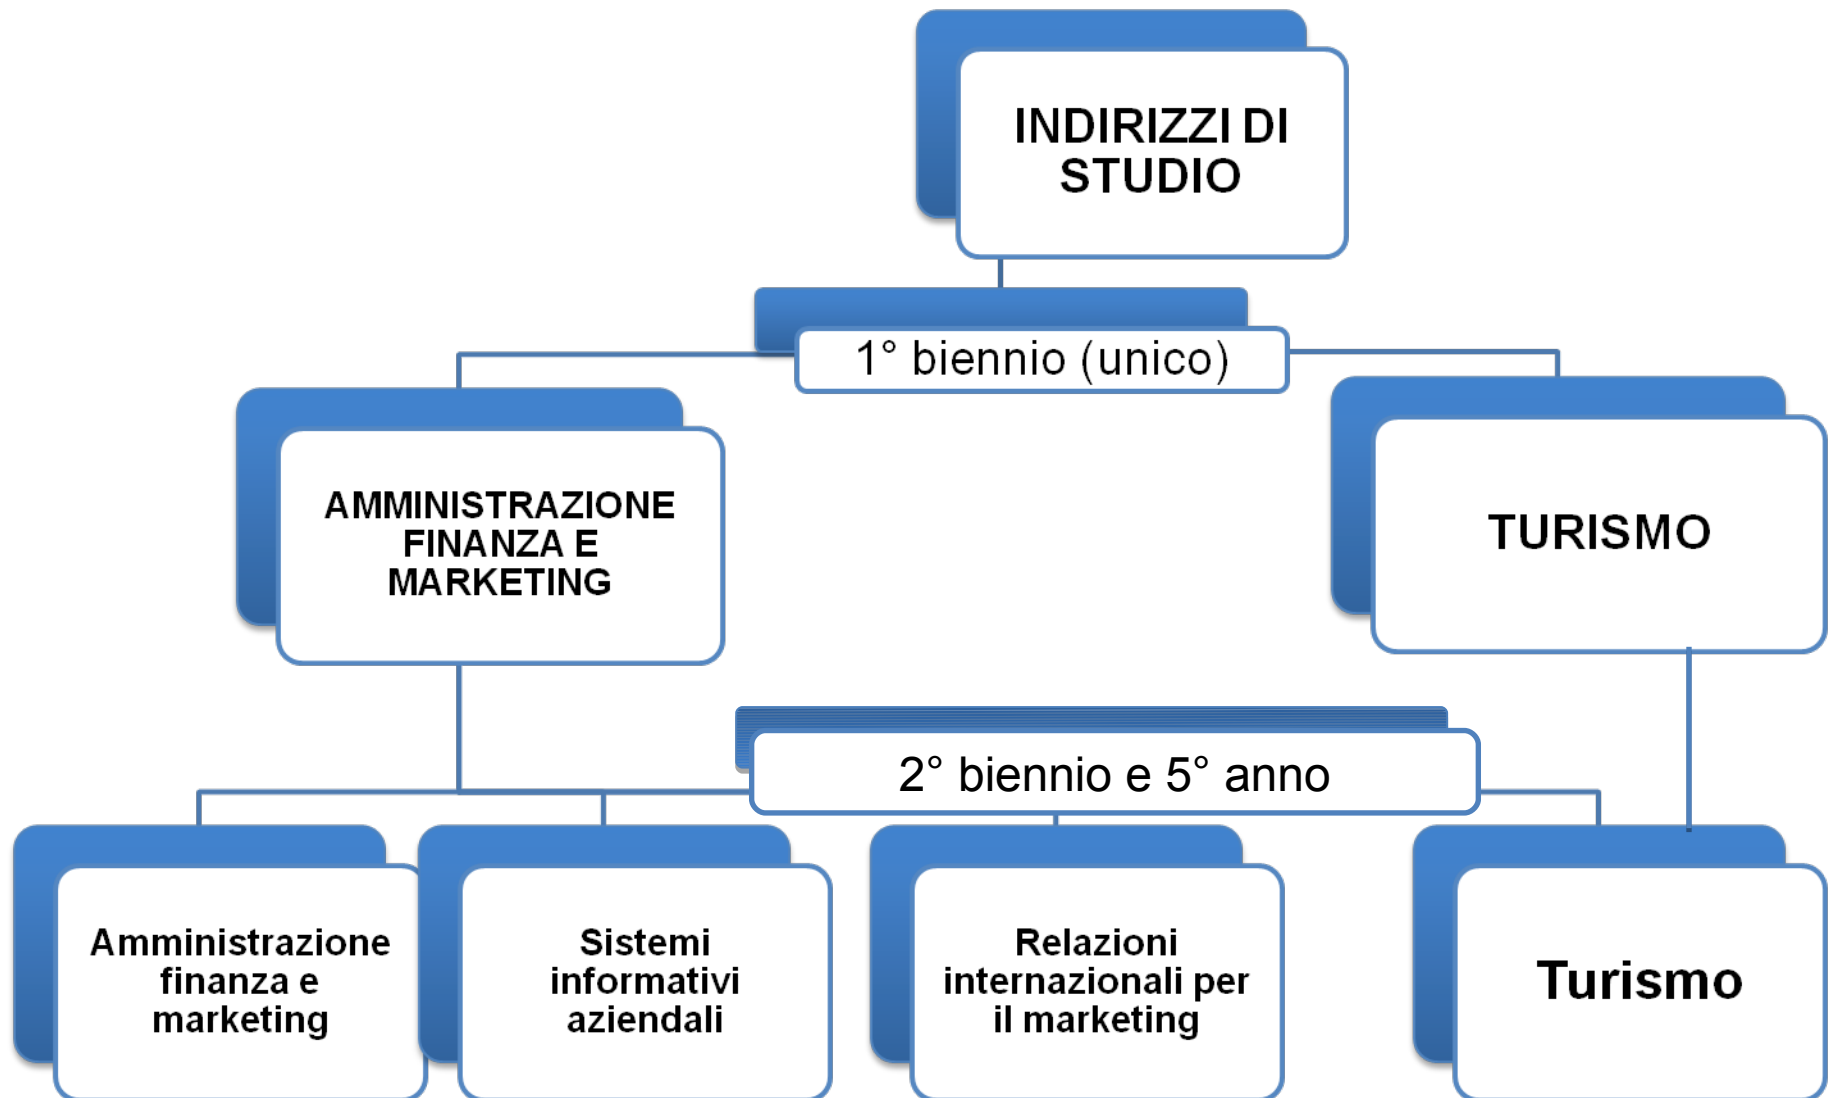 INDIRIZZI DI
STUDIO
1° biennio (unico)
AMMINISTRAZIONE
FINANZA E
MARKETING
TURISMO
2° biennio e 5° anno
Amministrazione
finanza e
marketing
Sistemi
informativi
aziendali
Relazioni
internazionali per
il marketing
Turismo